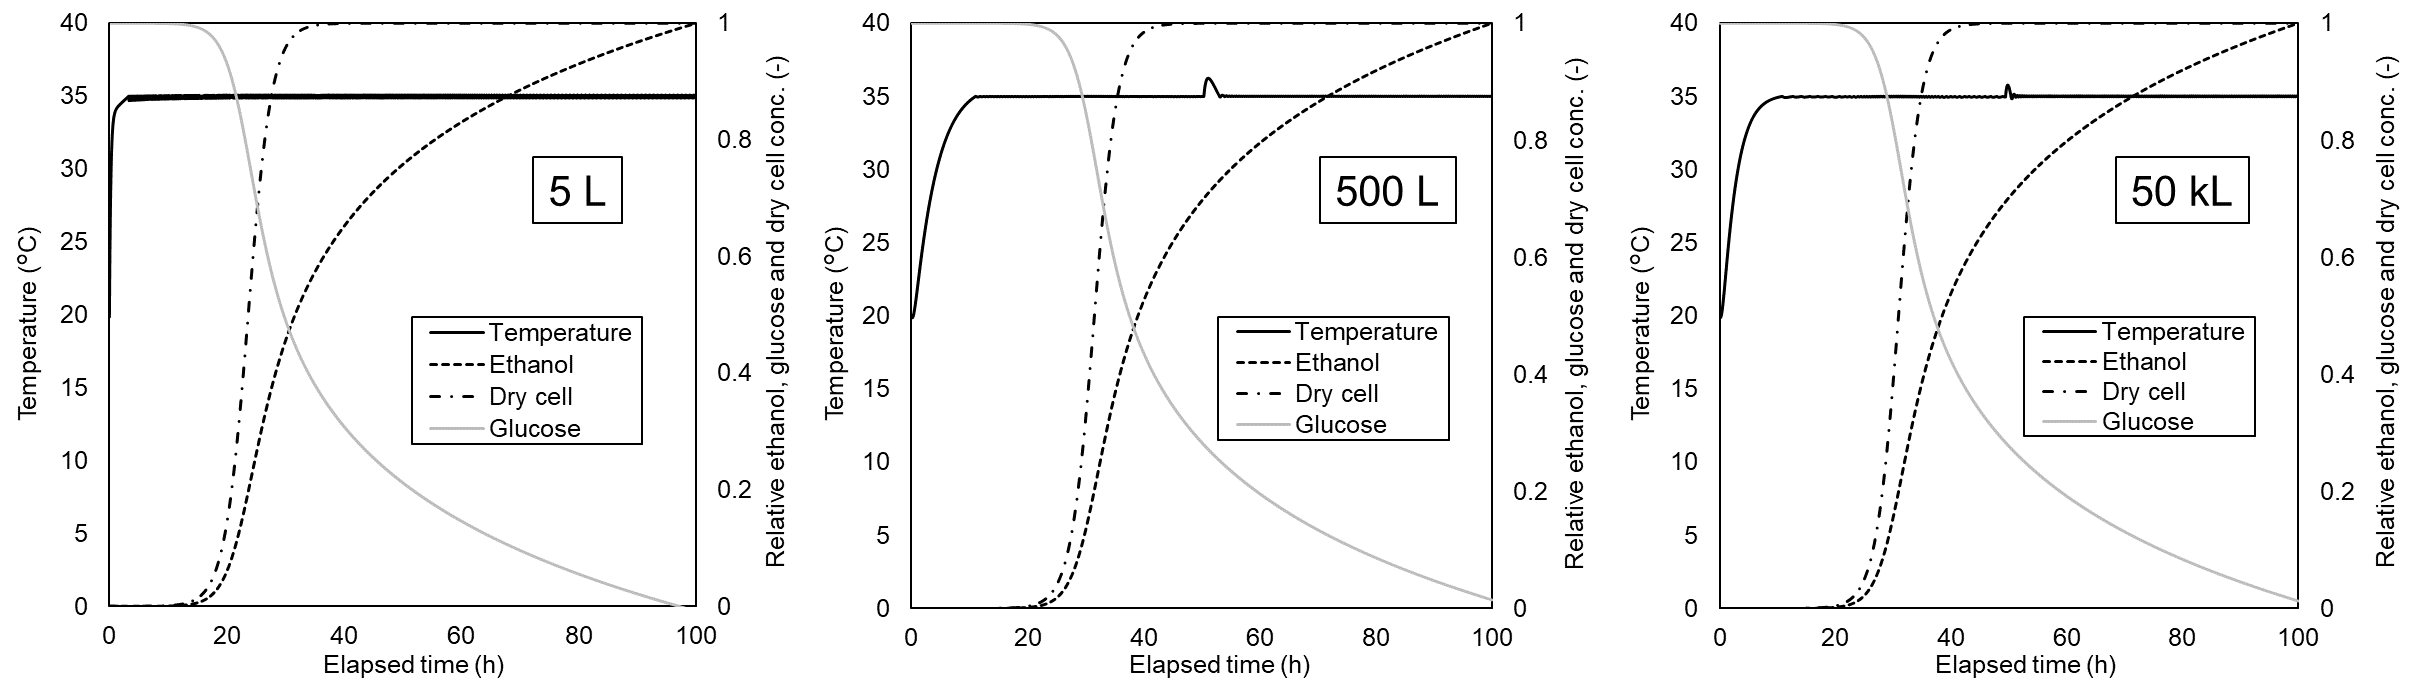 40
35
30
25
20
15
10
5
0
Temperature (°C)
0
20
40
60
80
100
Elapsed time (h)
1
0.8
0.6
0.4
0.2
0
Relative ethanol, glucose and dry cell conc. (-)
5 L
Temperature
Ethanol
Dry cell
Glucose
40
35
30
25
20
15
10
5
0
Temperature (°C)
0
20
40
60
80
100
Elapsed time (h)
1
0.8
0.6
0.4
0.2
0
Relative ethanol, glucose and dry cell conc. (-)
500 L
Temperature
Ethanol
Dry cell
Glucose
40
35
30
25
20
15
10
5
0
Temperature (°C)
0
20
40
60
80
100
Elapsed time (h)
1
0.8
0.6
0.4
0.2
0
Relative ethanol, glucose and dry cell conc. (-)
50 kL
Temperature
Ethanol
Dry cell
Glucose